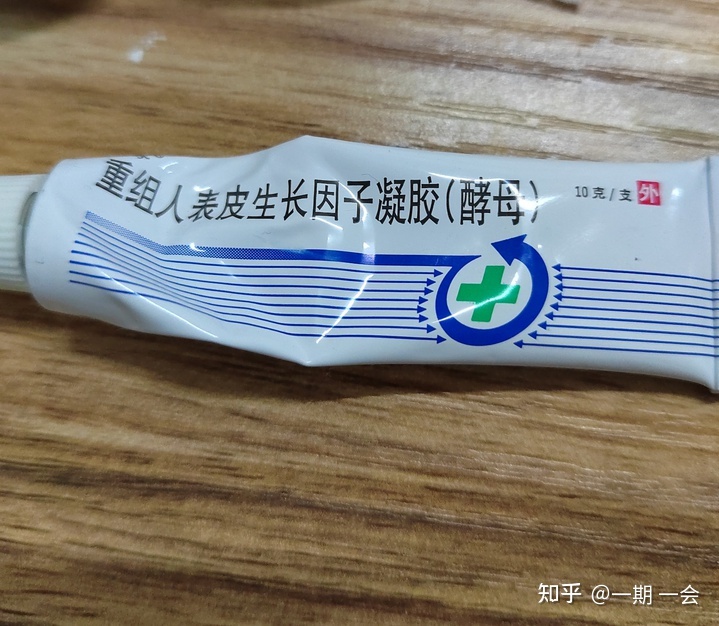 重组人表皮生长因子凝胶(酵母)
10克/支 外
知乎 @一期一会